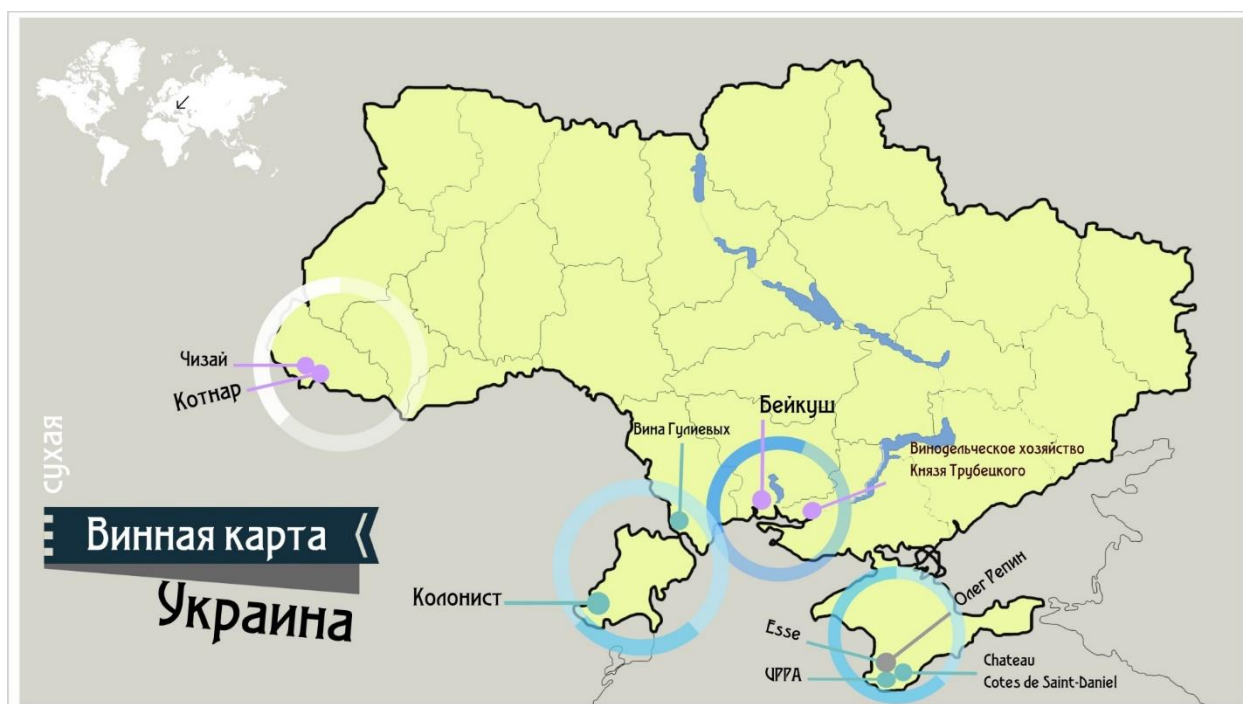 Чизай
Котнар
сухая
Винная карта
Украина
Вина Гулиевых
Бейкуш
Винодельческое хозяйство
Князя Трубецкого
Колонист
Олег Репин
Esse
UPPA
Chateau
Cotes de Saint-Daniel